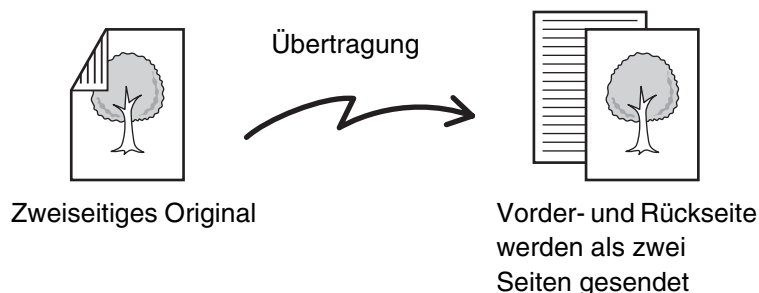 Übertragung
Zweiseitiges Original
Vorder- und Rückseite
werden als zwei
Seiten gesendet